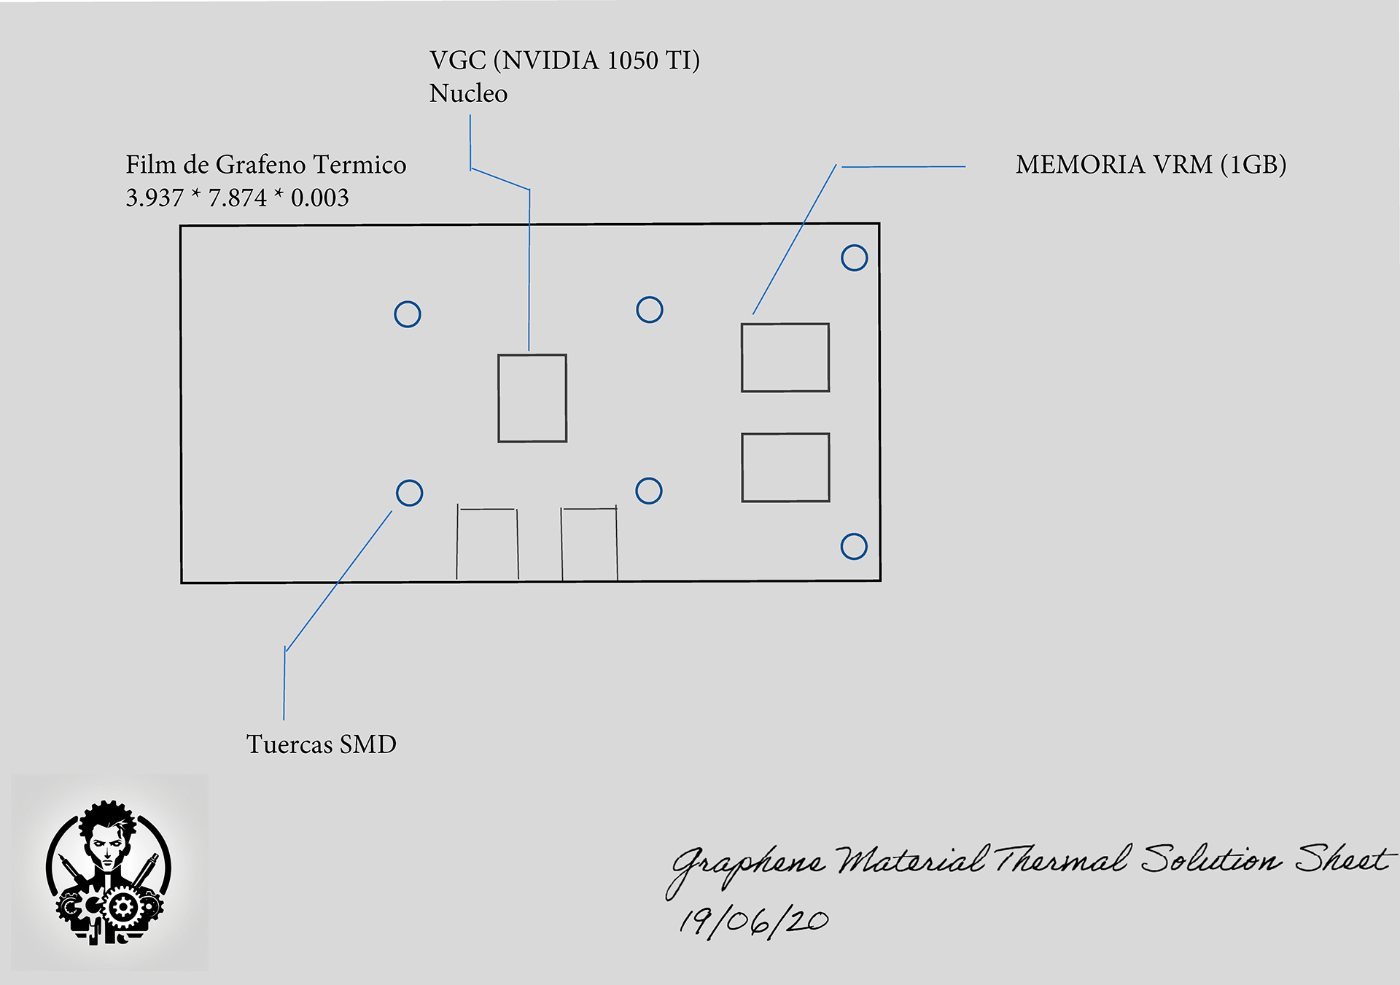 VGC (NVIDIA 1050 TI)
Nucleo
Film de Grafeno Termico
3.937 * 7.874 * 0.003
MEMORIA VRM (1GB)
Tuercas SMD
Graphene Material Thermal Solution Sheet
19/06/20